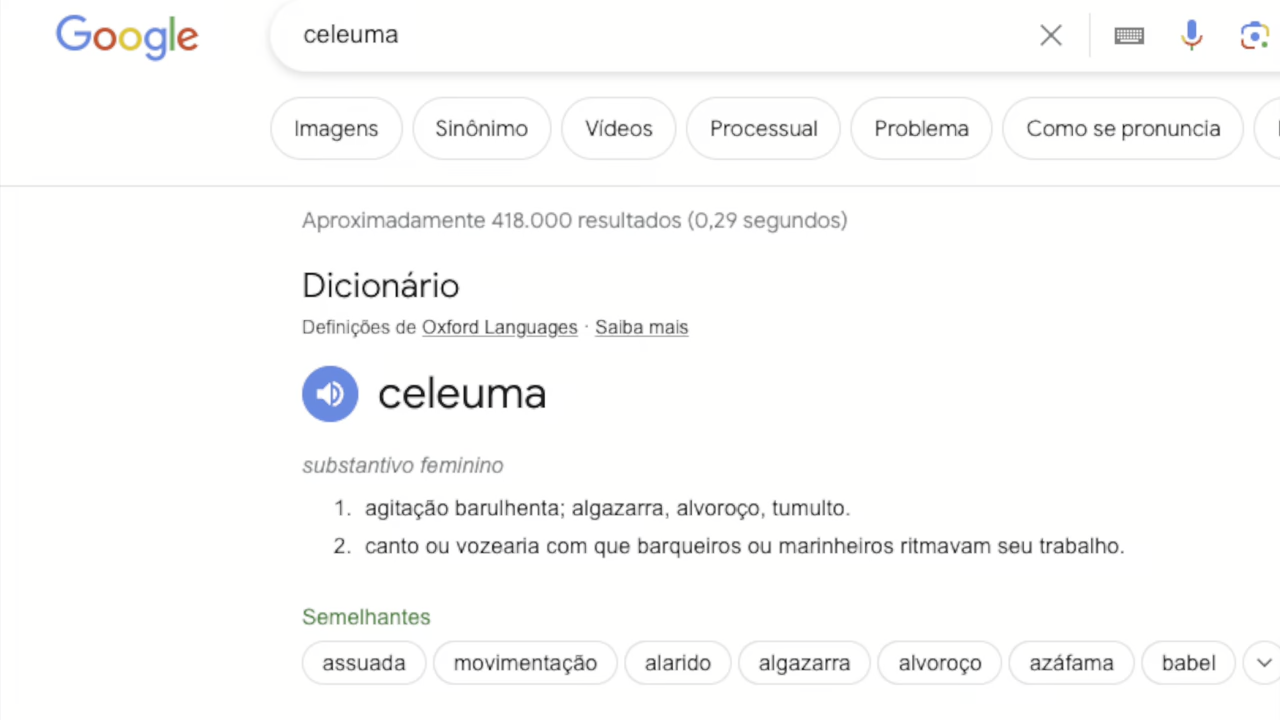 Google celeuma
Imagens Sinônimo Vídeos Processual Problema Como se pronuncia
Aproximadamente 418.000 resultados (0,29 segundos)
Dicionário
Definições de Oxford Languages · Saiba mais
celeuma
substantivo feminino
1. agitação barulhenta; algazarra, alvoroço, tumulto.
2. canto ou vozearia com que barqueiros ou marinheiros ritmavam seu trabalho.
Semelhantes
assuada movimentação alarido algazarra alvoroço azáfama babel